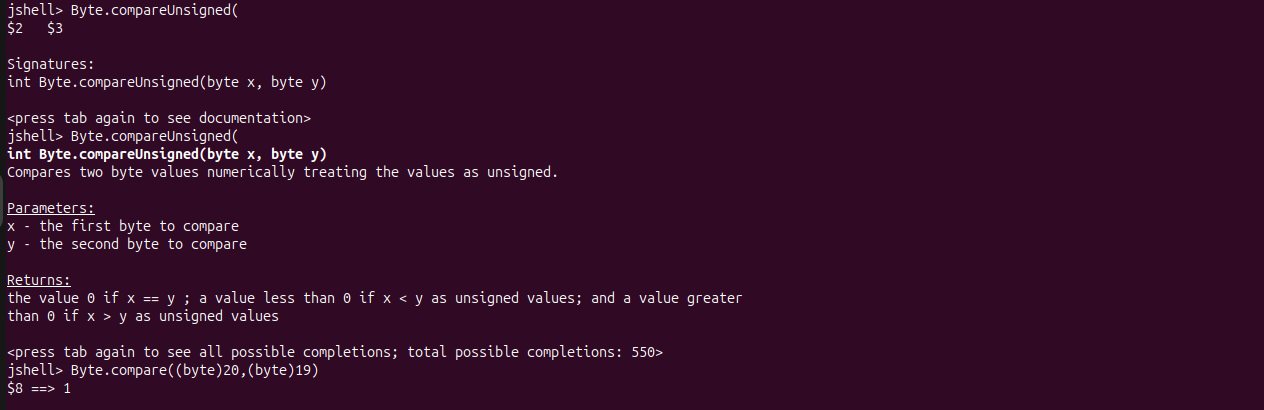 jshell> Byte.compareUnsigned(
$2   $3
Signatures:
int Byte.compareUnsigned(byte x, byte y)
<press tab again to see documentation>
jshell> Byte.compareUnsigned(
int Byte.compareUnsigned(byte x, byte y)
Compares two byte values numerically treating the values as unsigned.
Parameters:
x - the first byte to compare
y - the second byte to compare
Returns:
the value 0 if x == y ; a value less than 0 if x < y as unsigned values; and a value greater
than 0 if x > y as unsigned values
<press tab again to see all possible completions; total possible completions: 550>
jshell> Byte.compare((byte)20,(byte)19)
$8 ==> 1